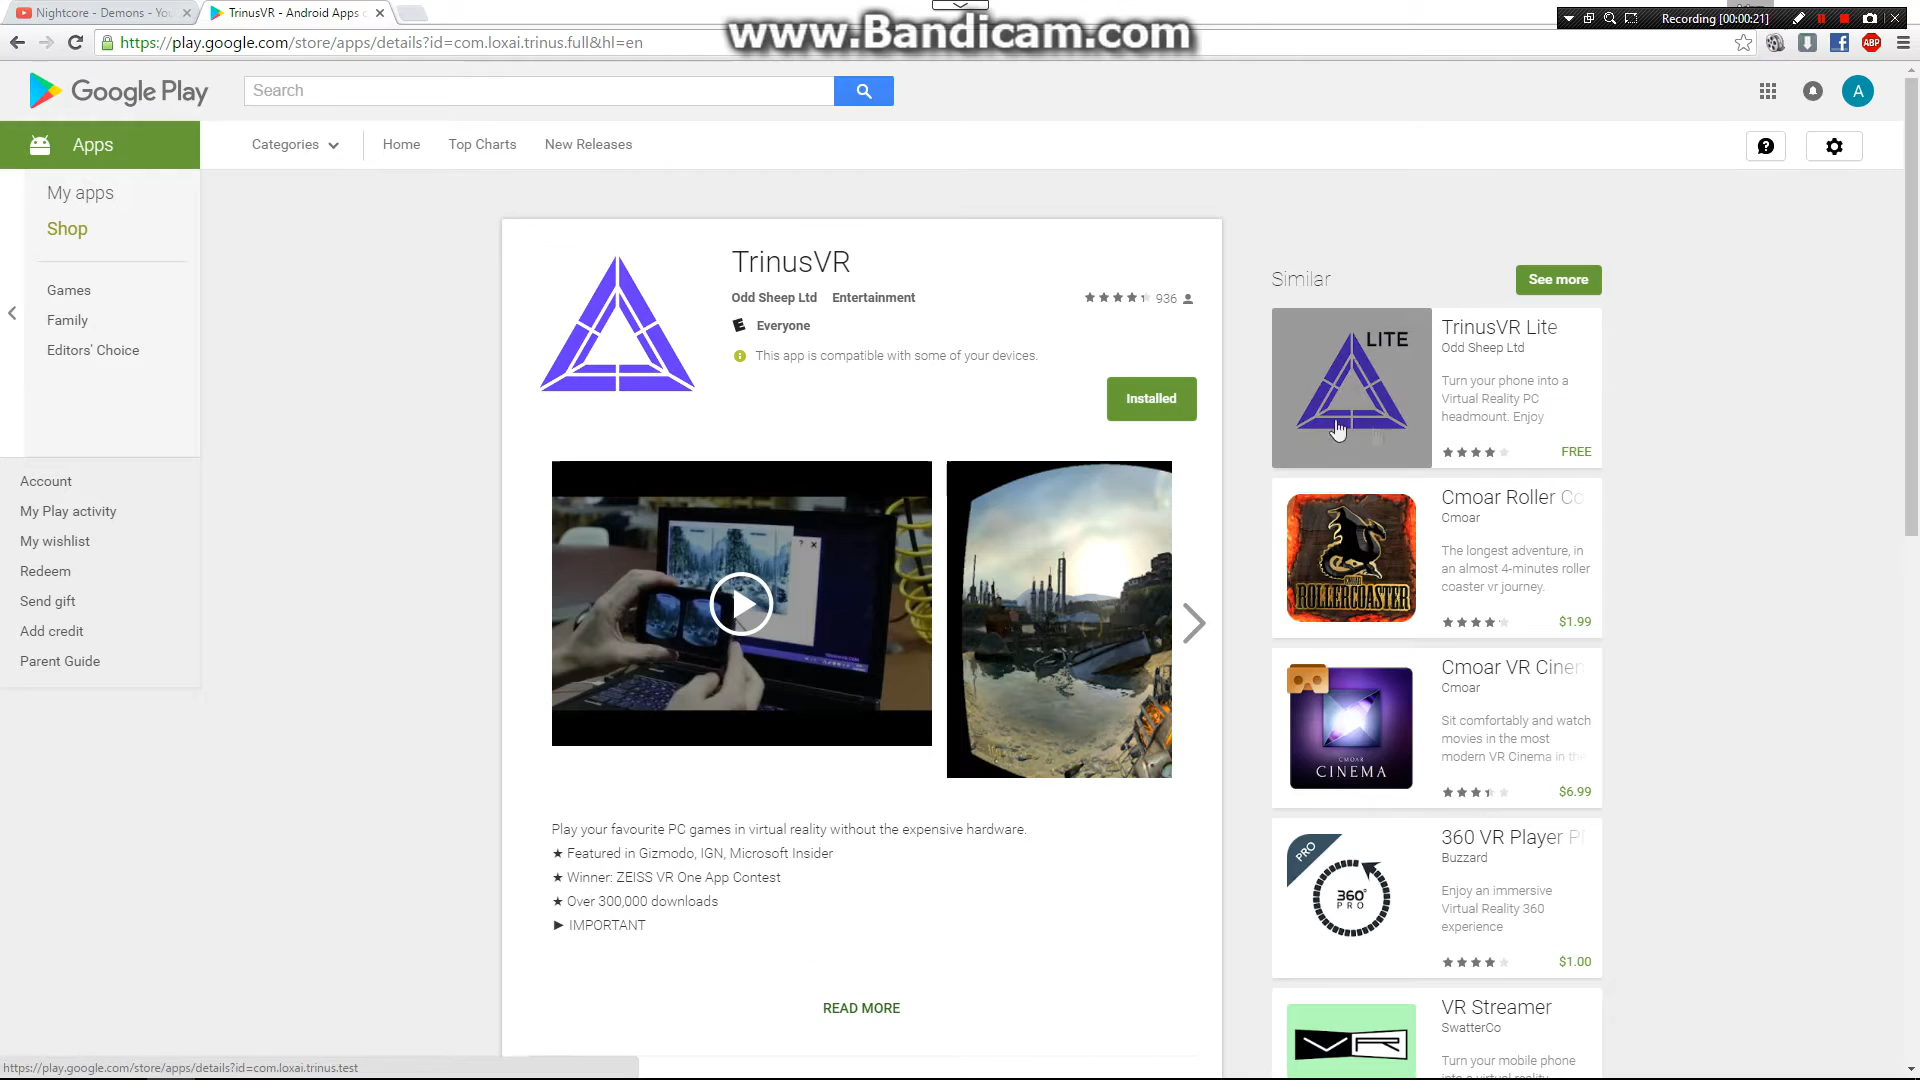 Nightcore - Demons - Yo
TrinusVR - Android Apps
www.Bandicam.com
Recording [00:00:21]
https://play.google.com/store/apps/details?id=com.loxai.trinus.full&hl=en
ABP
Google Play
Search
A
Apps
Categories
Home
Top Charts
New Releases
My apps
Shop
Games
Family
Editors' Choice
Account
My Play activity
My wishlist
Redeem
Send gift
Add credit
Parent Guide
TrinusVR
Odd Sheep Ltd Entertainment
936
Everyone
This app is compatible with some of your devices.
Installed
Play your favourite PC games in virtual reality without the expensive hardware.
★ Featured in Gizmodo, IGN, Microsoft Insider
★ Winner: ZEISS VR One App Contest
★ Over 300,000 downloads
► IMPORTANT
READ MORE
Similar
See more
LITE
TrinusVR Lite
Odd Sheep Ltd
Turn your phone into a
Virtual Reality PC
headmount. Enjoy
FREE
ROLLERCOASTER
Cmoar Roller Co
Cmoar
The longest adventure, in
an almost 4-minutes roller
coaster vr journey.
$1.99
CMOAR
CINEMA
Cmoar VR Cinem
Cmoar
Sit comfortably and watch
movies in the most
modern VR Cinema in the
$6.99
PRO
360°
PRO
360 VR Player P
Buzzard
Enjoy an immersive
Virtual Reality 360
experience
$1.00
VR
VR Streamer
SwatterCo
Turn your mobile phone
into a virtual reality
https://play.google.com/store/apps/details?id=com.loxai.trinus.test